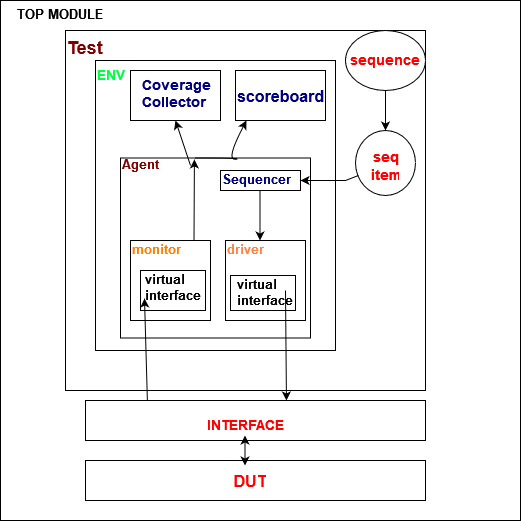 TOP MODULE
Test
sequence
ENV
Coverage
Collector
scoreboard
Agent
seq
item
Sequencer
monitor
driver
virtual
interface
virtual
interface
INTERFACE
DUT